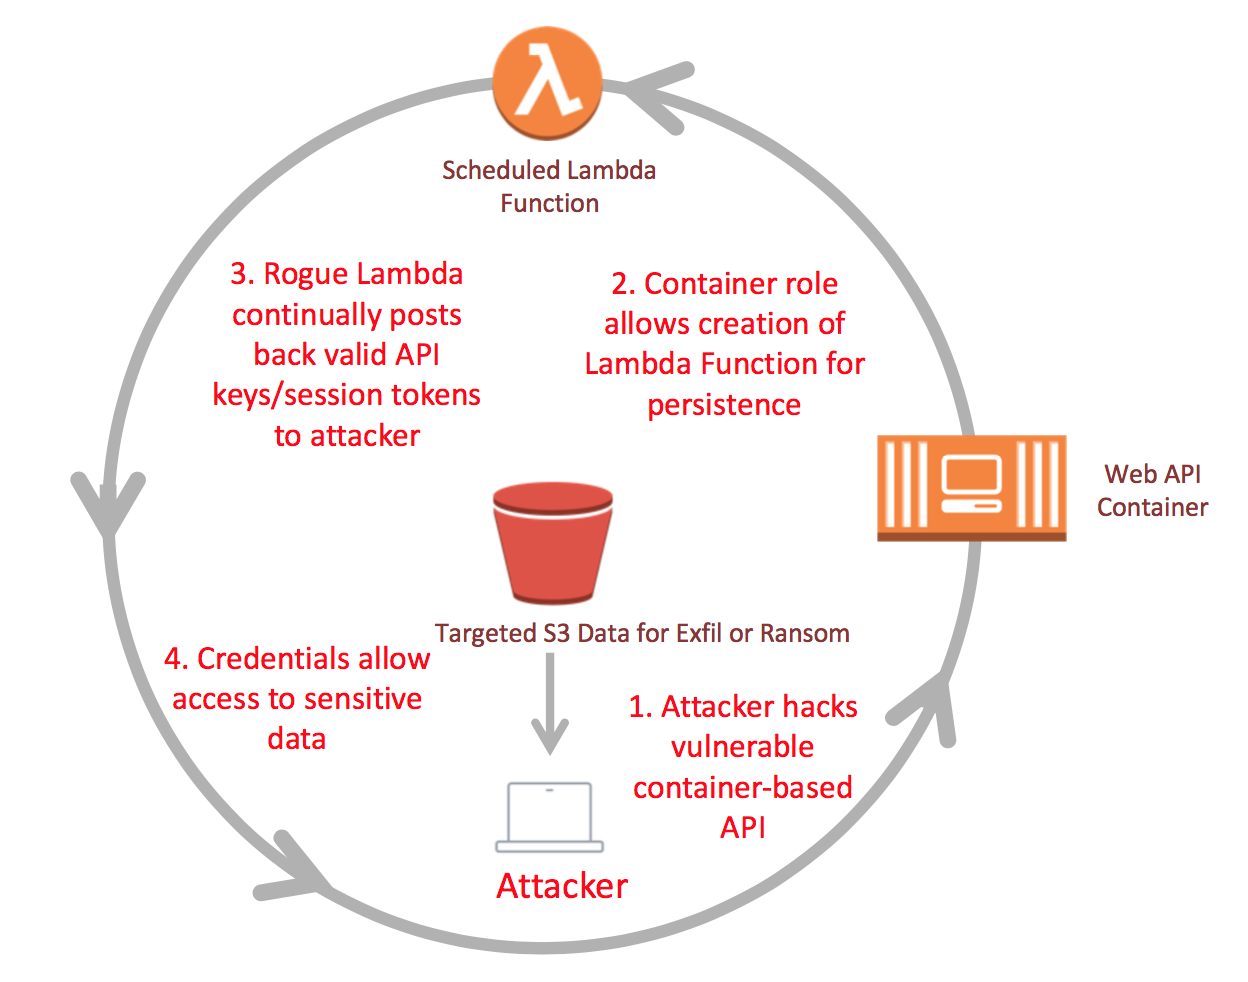 Scheduled Lambda
Function
3. Rogue Lambda
continually posts
back valid API
keys/session tokens
to attacker
2. Container role
allows creation of
Lambda Function for
persistence
Web API
Container
Targeted S3 Data for Exfil or Ransom
4. Credentials allow
access to sensitive
data
1. Attacker hacks
vulnerable
container-based
API
Attacker